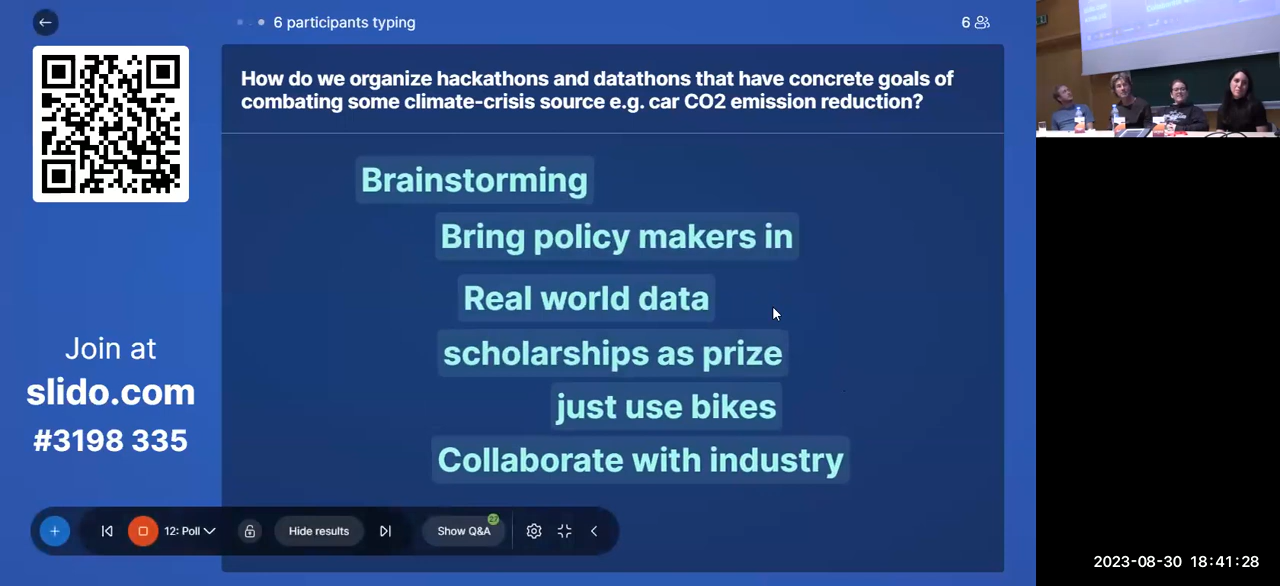 6 participants typing
6
How do we organize hackathons and datathons that have concrete goals of
combating some climate-crisis source e.g. car CO2 emission reduction?
Brainstorming
Bring policy makers in
Real world data
scholarships as prize
just use bikes
Collaborate with industry
Join at
slido.com
#3198 335
12: Poll
Hide results
Show Q&A
27
2023-08-30 18:41:28